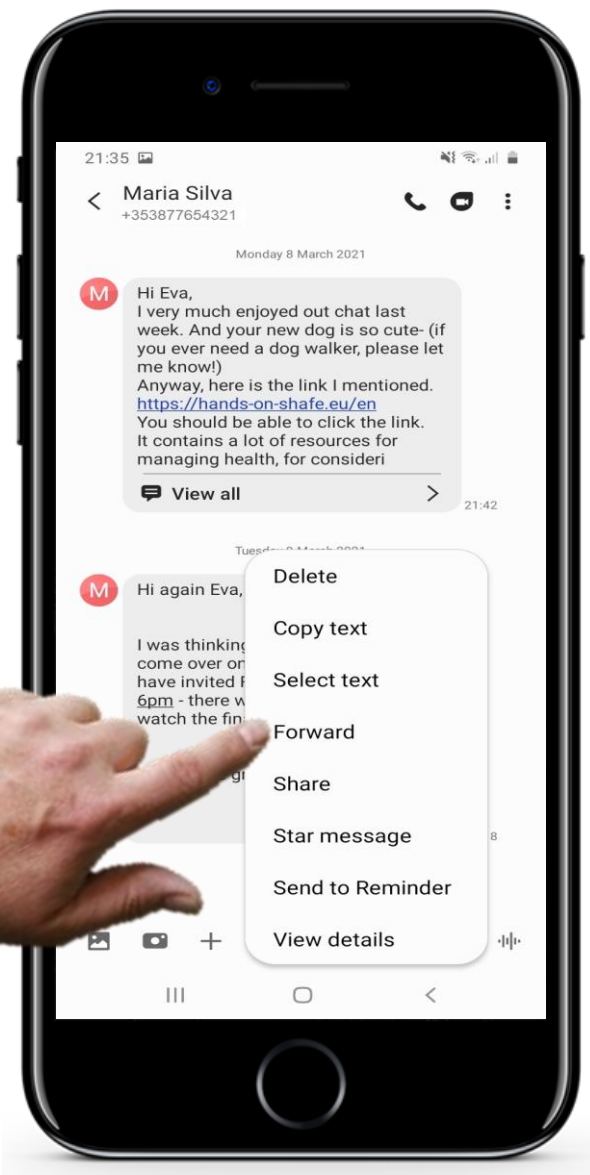 21:35
Maria Silva
+353877654321
Monday 8 March 2021
M
Hi Eva,
I very much enjoyed out chat last
week. And your new dog is so cute- (if
you ever need a dog walker, please let
me know!)
Anyway, here is the link I mentioned.
https://hands-on-shafe.eu/en
You should be able to click the link.
It contains a lot of resources for
managing health, for consideri
View all
21:42
M
Hi again Eva,
I was thinking
come over on
have invited
6pm - there w
watch the fin
Delete
Copy text
Select text
Forward
Share
Star message
Send to Reminder
View details